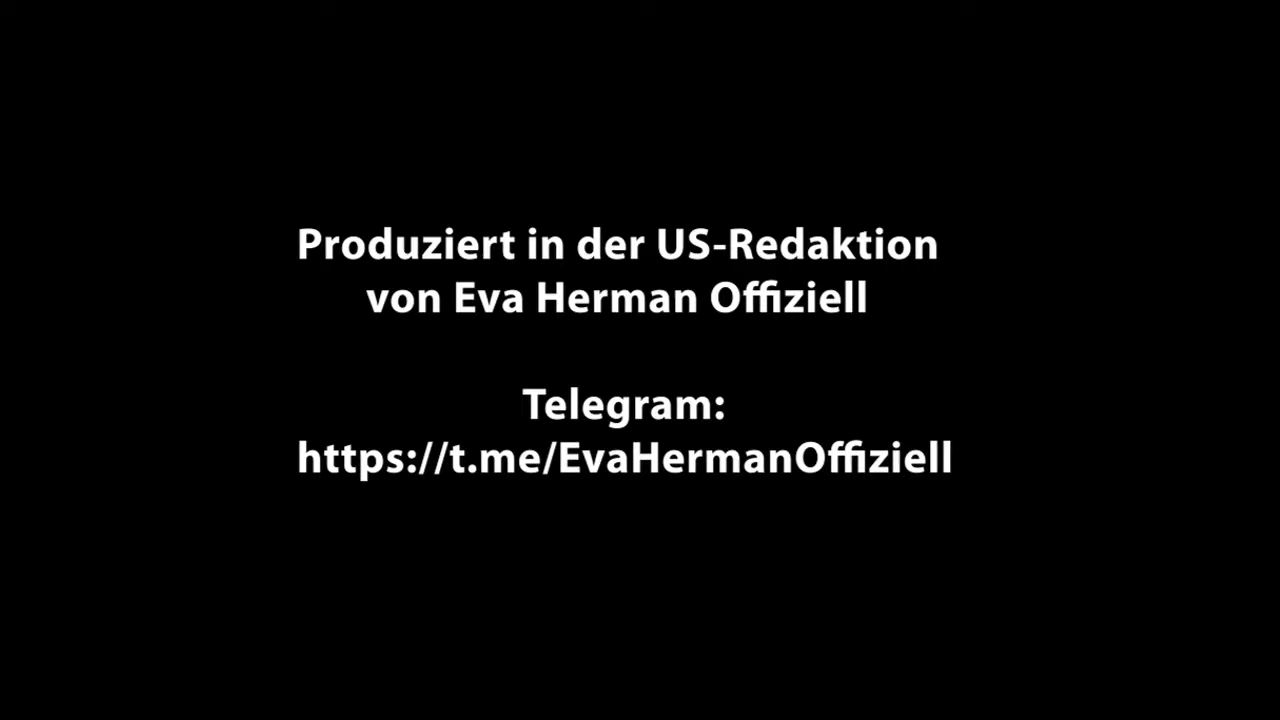 Produziert in der US-Redaktion
von Eva Herman Offiziell
Telegram:
https://t.me/EvaHermanOffiziell